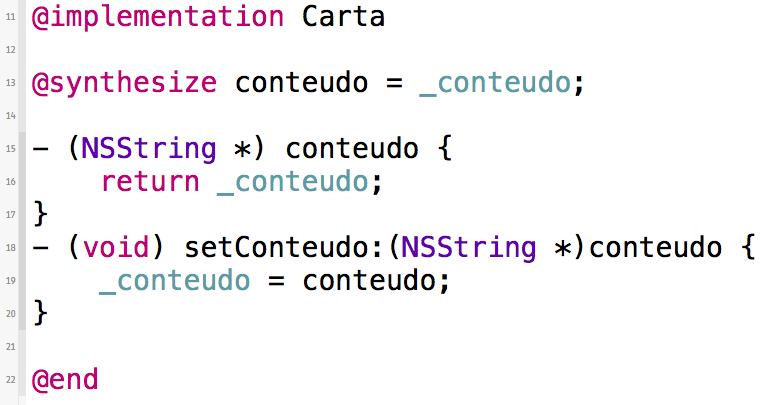 11 @implementation Carta
12
13 @synthesize conteudo = _conteudo;
14
15 – (NSString *) conteudo {
16     return _conteudo;
17 }
18 – (void) setConteudo:(NSString *)conteudo {
19     _conteudo = conteudo;
20 }
21
22 @end